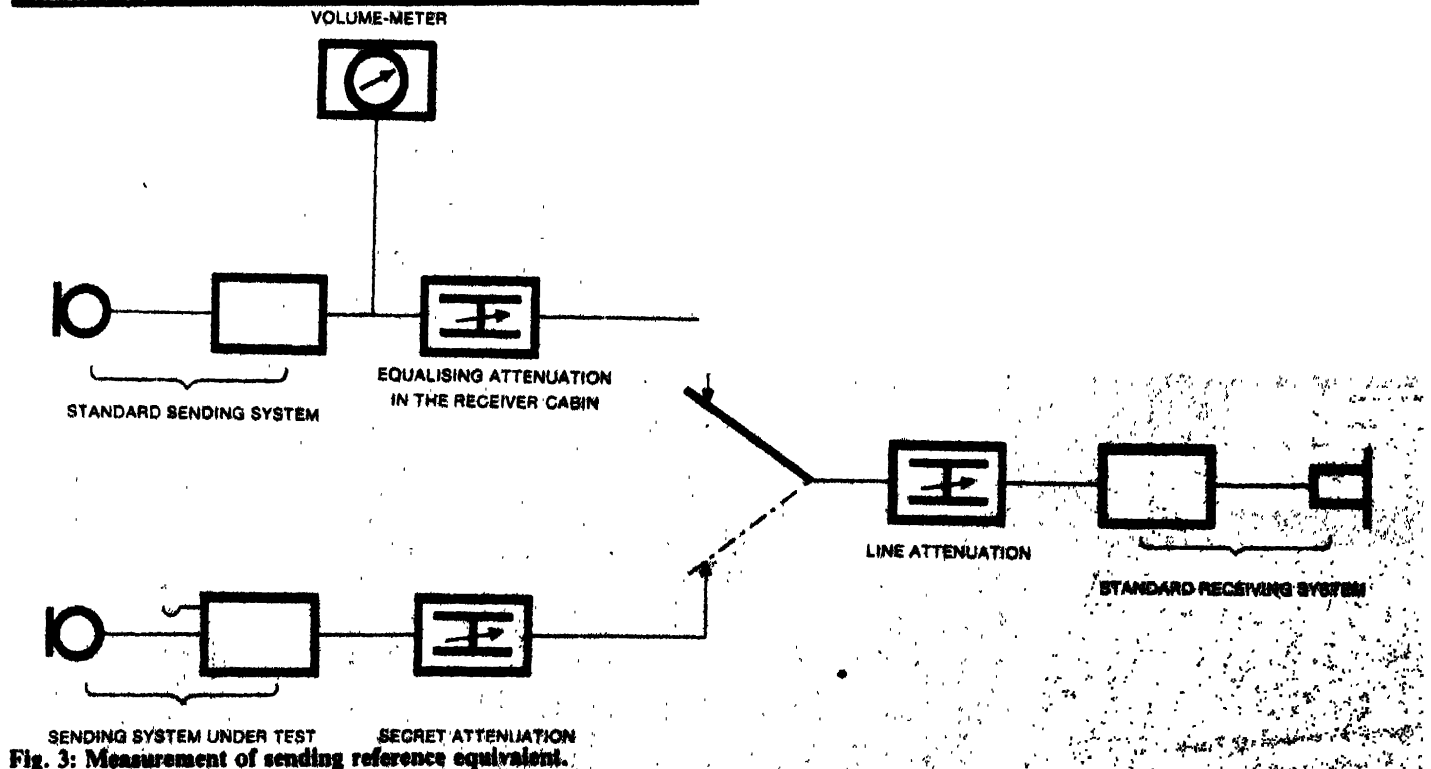 VOLUME-METER
EQUALISING ATTENUATION
IN THE RECEIVER CABIN
STANDARD SENDING SYSTEM
LINE ATTENUATION
STANDARD RECEIVING SYSTEM
SENDING SYSTEM UNDER TEST
SECRET ATTENUATION
Fig. 3: Measurement of sending reference equivalent.